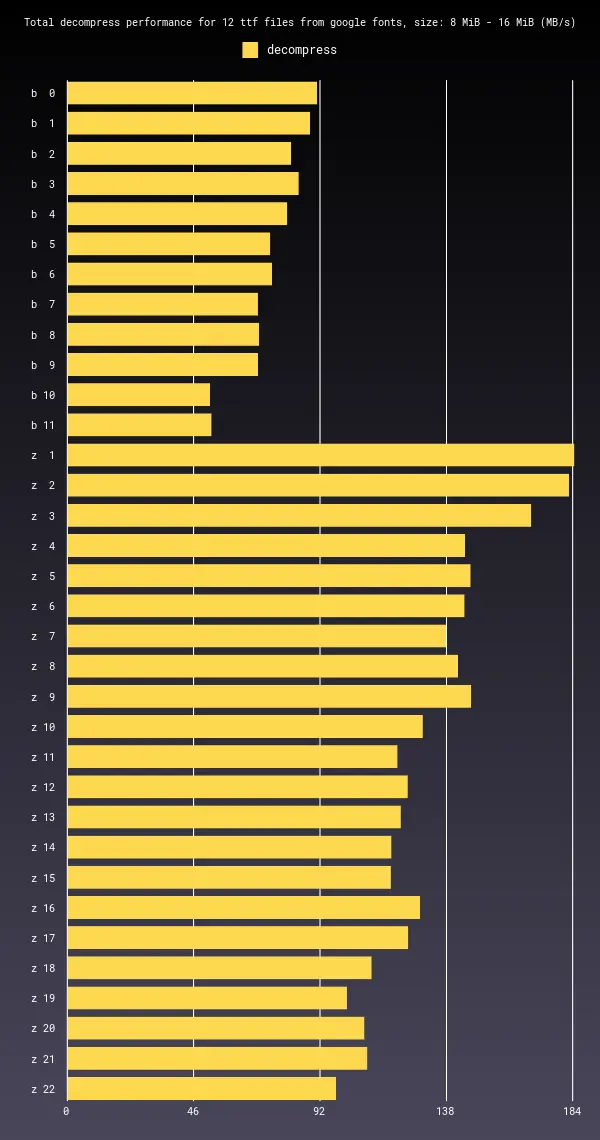 Total decompress performance for 12 ttf files from google fonts, size: 8 MiB - 16 MiB (MB/s)
decompress
b 0
b 1
b 2
b 3
b 4
b 5
b 6
b 7
b 8
b 9
b 10
b 11
z 1
z 2
z 3
z 4
z 5
z 6
z 7
z 8
z 9
z 10
z 11
z 12
z 13
z 14
z 15
z 16
z 17
z 18
z 19
z 20
z 21
z 22
0 46 92 138 184